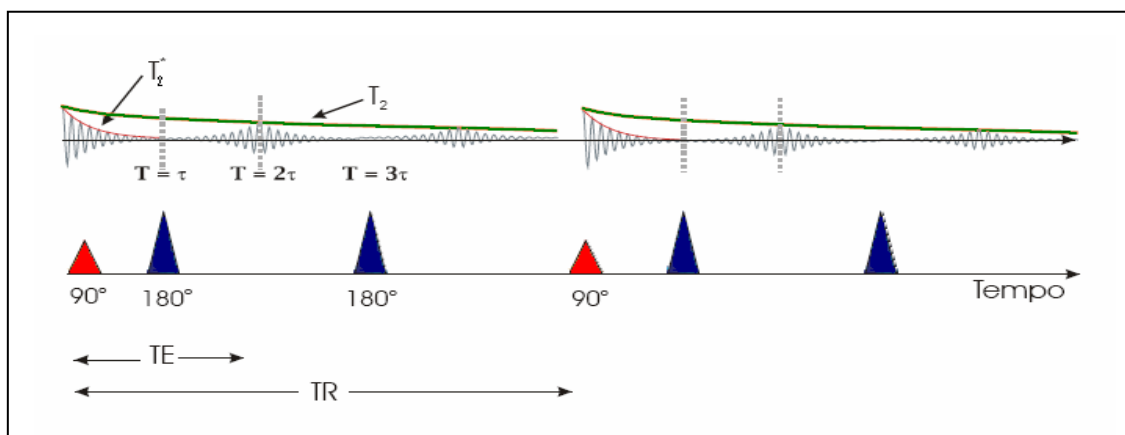 T₂*
T₂
T = τ T = 2τ T = 3τ
90° 180° 180° 90° Tempo
TE
TR